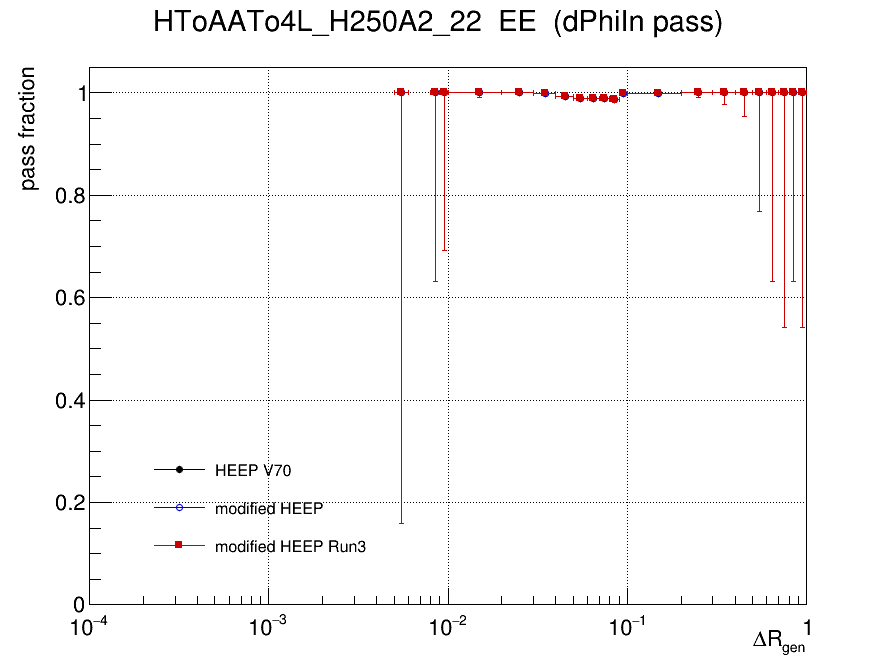 HToAATo4L_H250A2_22 EE (dPhiIn pass)
pass fraction
1
0.8
0.6
0.4
0.2
0
HEEP V70
modified HEEP
modified HEEP Run3
10⁻⁴ 10⁻³ 10⁻² 10⁻¹ 1
ΔR_gen